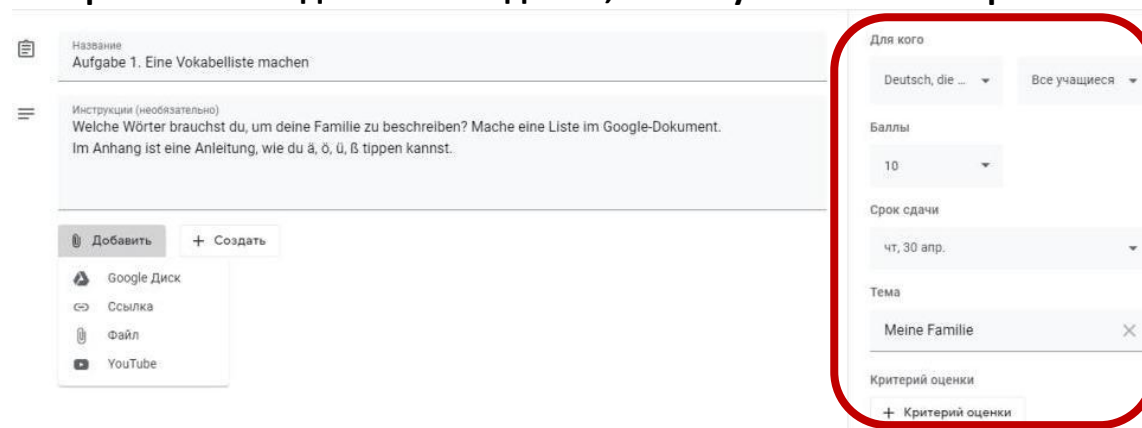 Название
Aufgabe 1. Eine Vokabelliste machen
Инструкции (необязательно)
Welche Wörter brauchst du, um deine Familie zu beschreiben? Mache eine Liste im Google-Dokument.
Im Anhang ist eine Anleitung, wie du ä, ö, ü, ß tippen kannst.
Добавить
+ Создать
Google Диск
Ссылка
Файл
YouTube
Для кого
Deutsch, die ...
Все учащиеся
Баллы
10
Срок сдачи
чт, 30 апр.
Тема
Meine Familie
Критерий оценки
+ Критерий оценки